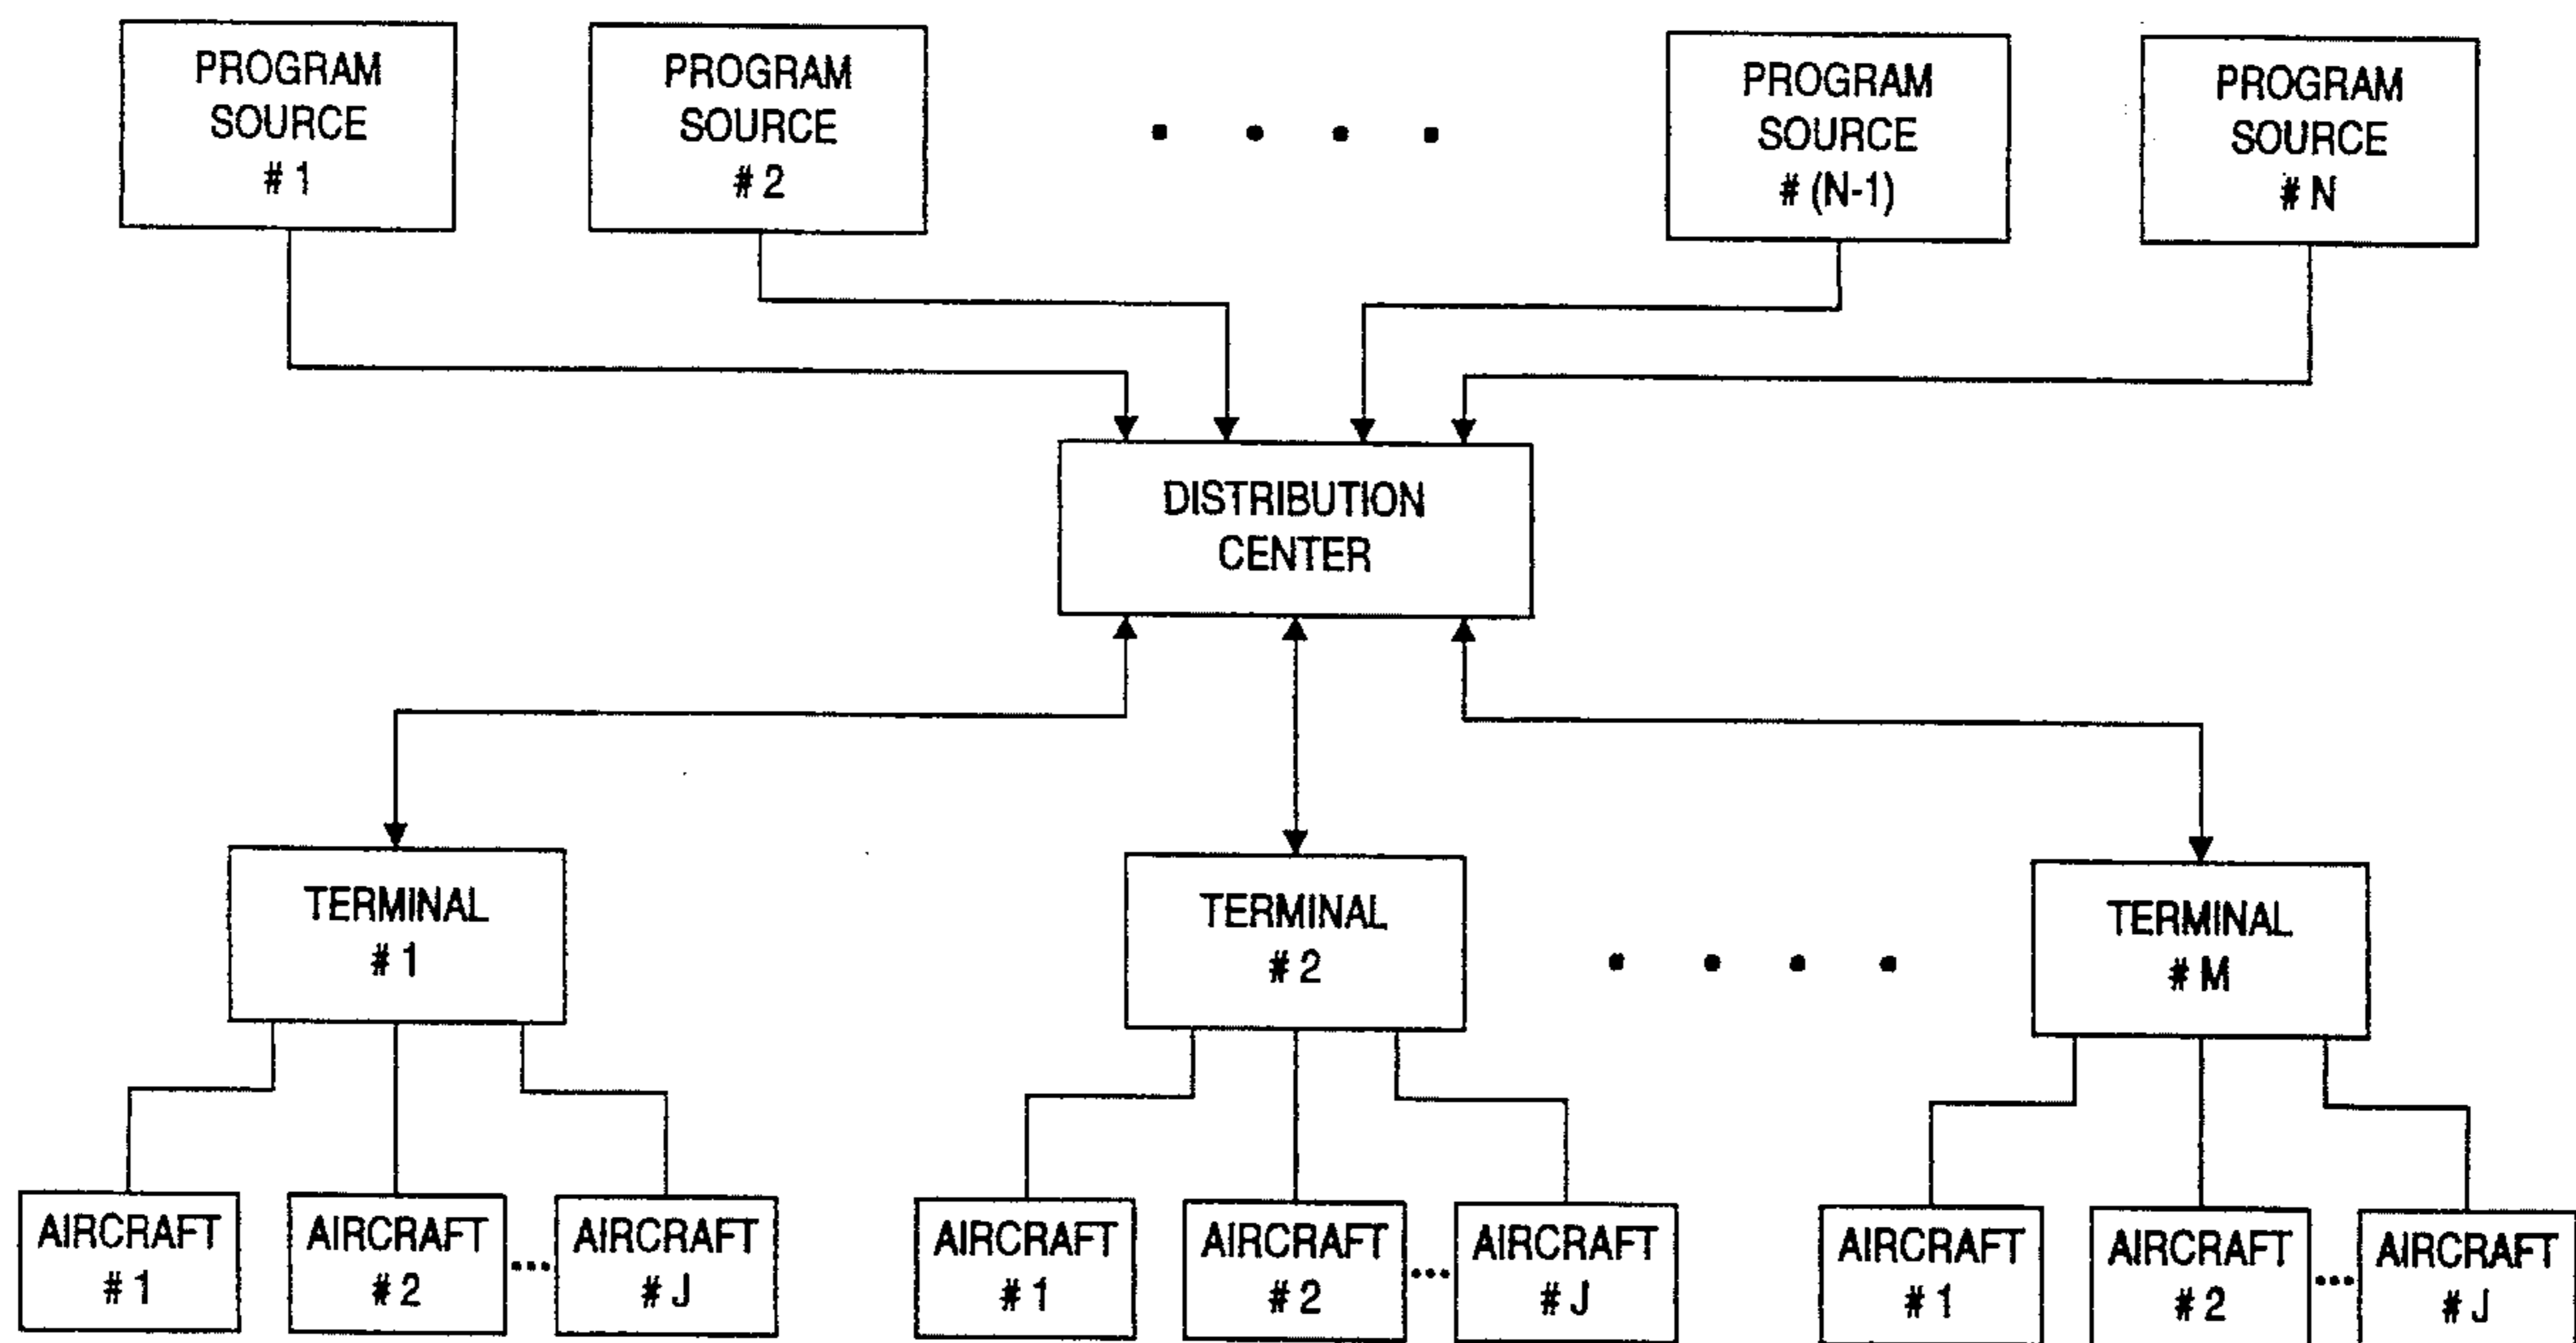 PROGRAM
SOURCE
# 1
PROGRAM
SOURCE
# 2
PROGRAM
SOURCE
# (N-1)
PROGRAM
SOURCE
# N
DISTRIBUTION
CENTER
TERMINAL
# 1
TERMINAL
# 2
TERMINAL
# M
AIRCRAFT
# 1
AIRCRAFT
# 2
...
AIRCRAFT
# J
AIRCRAFT
# 1
AIRCRAFT
# 2
...
AIRCRAFT
# J
AIRCRAFT
# 1
AIRCRAFT
# 2
...
AIRCRAFT
# J